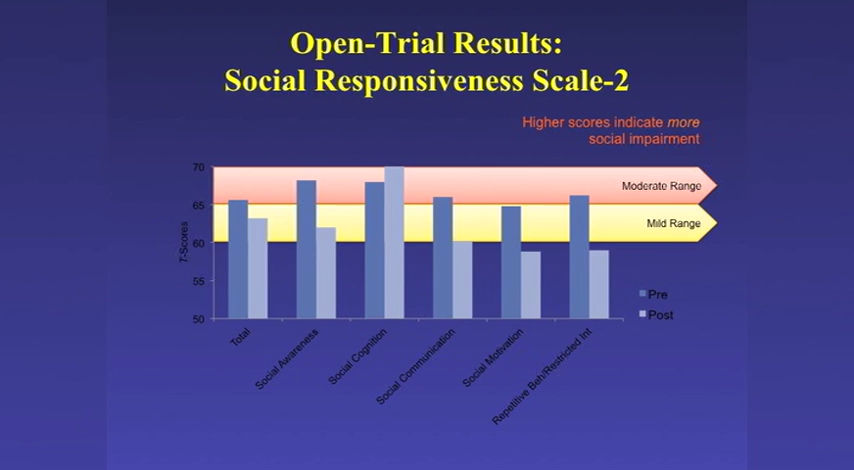 Open-Trial Results:
Social Responsiveness Scale-2
Higher scores indicate more
social impairment
70
65
60
55
50
T-Scores
Moderate Range
Mild Range
Pre
Post
Total
Social Awareness
Social Cognition
Social Communication
Social Motivation
Repetitive Beh/Restricted Int